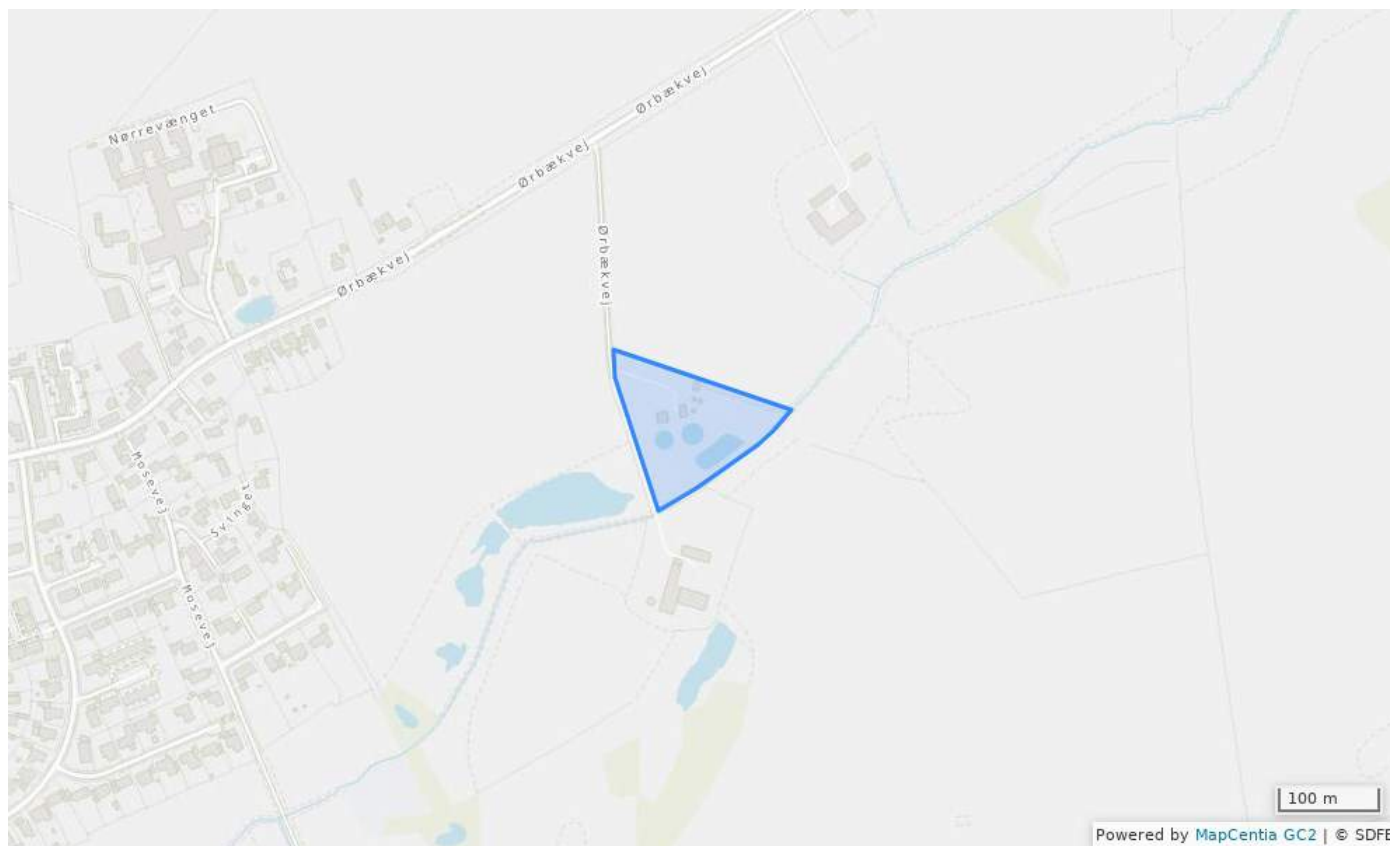 Ørbækvej
Nørrevænget
Ørbækvej
Ørbækvej
Ørbækvej
Mosevej
Svinget
Mosevej
100 m
Powered by MapCentia GC2 | © SDFE